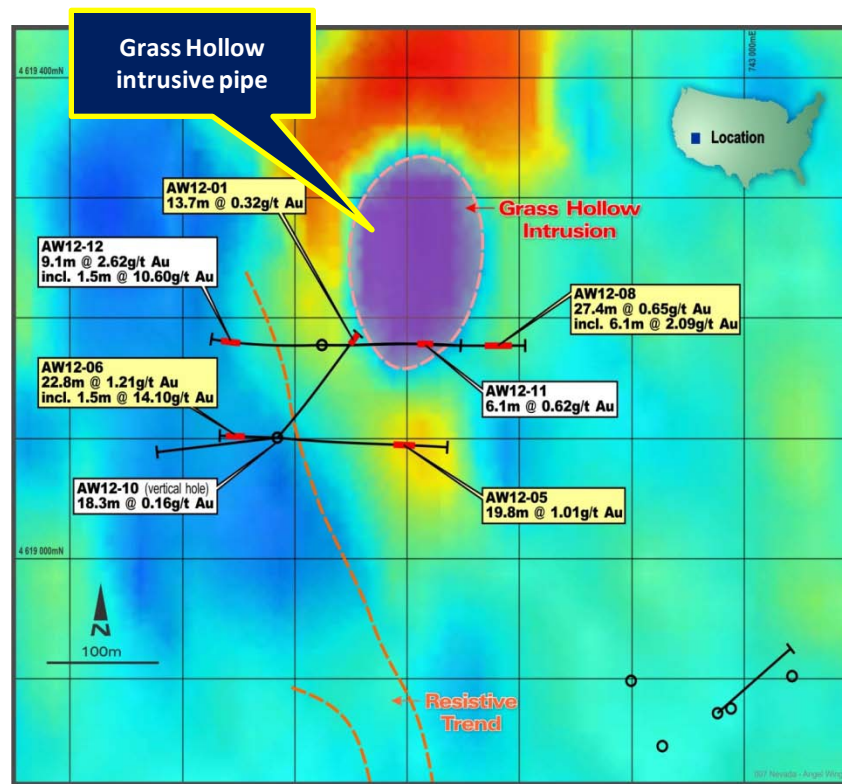 Grass Hollow
intrusive pipe
4 619 400mN
743 000mE
Location
AW12-01
13.7m @ 0.32g/t Au
Grass Hollow
Intrusion
AW12-12
9.1m @ 2.62g/t Au
incl. 1.5m @ 10.60g/t Au
AW12-08
27.4m @ 0.65g/t Au
incl. 6.1m @ 2.09g/t Au
AW12-06
22.8m @ 1.21g/t Au
incl. 1.5m @ 14.10g/t Au
AW12-11
6.1m @ 0.62g/t Au
AW12-10 (vertical hole)
18.3m @ 0.16g/t Au
AW12-05
19.8m @ 1.01g/t Au
4 619 000mN
N
100m
Resistive
Trend
Nevada - Angel Wing